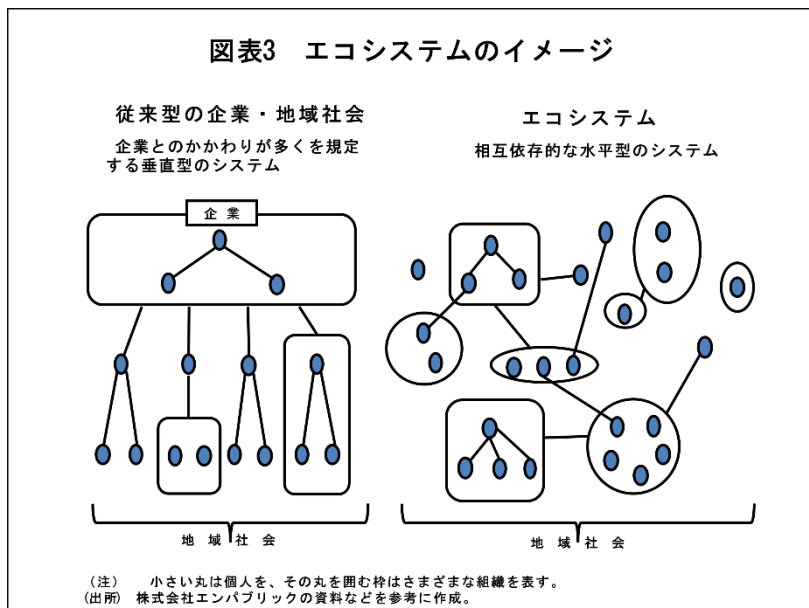 図表3　エコシステムのイメージ
従来型の企業・地域社会
企業とのかかわりが多くを規定
する垂直型のシステム
企業
地域社会
エコシステム
相互依存的な水平型のシステム
地域社会
（注）　小さい丸は個人を、その丸を囲む枠はさまざまな組織を表す。
(出所)　株式会社エンパブリックの資料などを参考に作成。